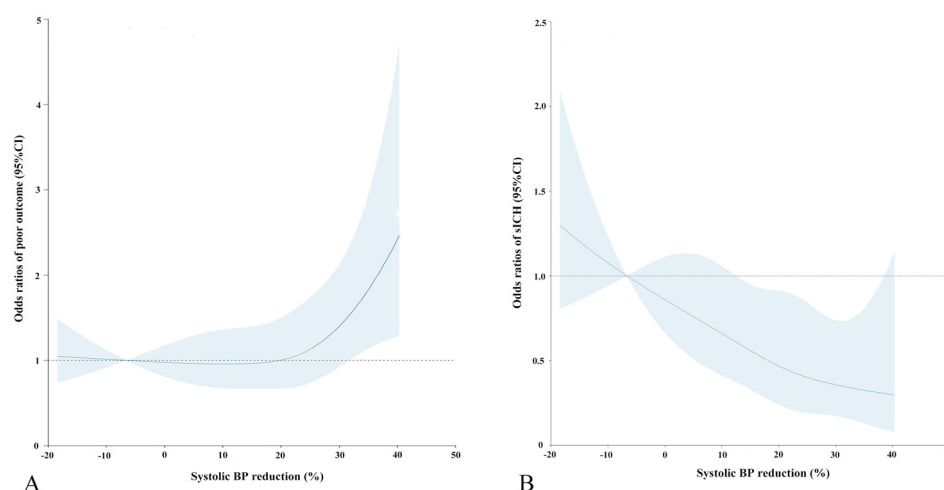 Odds ratios of poor outcome (95%CI)
5
4
3
2
1
0
-20 -10 0 10 20 30 40 50
Systolic BP reduction (%)
A
Odds ratios of sICH (95%CI)
2.5
2.0
1.5
1.0
0.5
0.0
-20 -10 0 10 20 30 40 50
Systolic BP reduction (%)
B